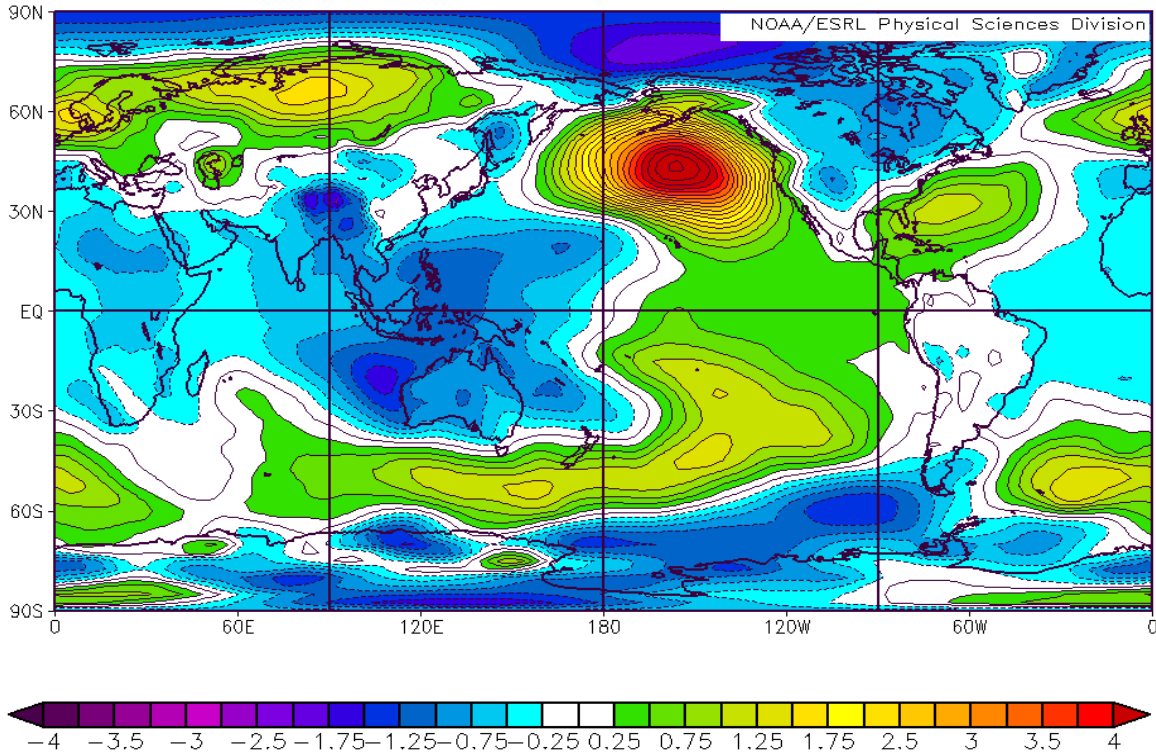 90N
NOAA/ESRL Physical Sciences Division
60N
30N
EQ
30S
60S
90S
0 60E 120E 180 120W 60W 0
−4 −3.5 −3 −2.5 −1.75 −1.25 −0.75 −0.25 0.25 0.75 1.25 1.75 2 2.5 3 3.5 4